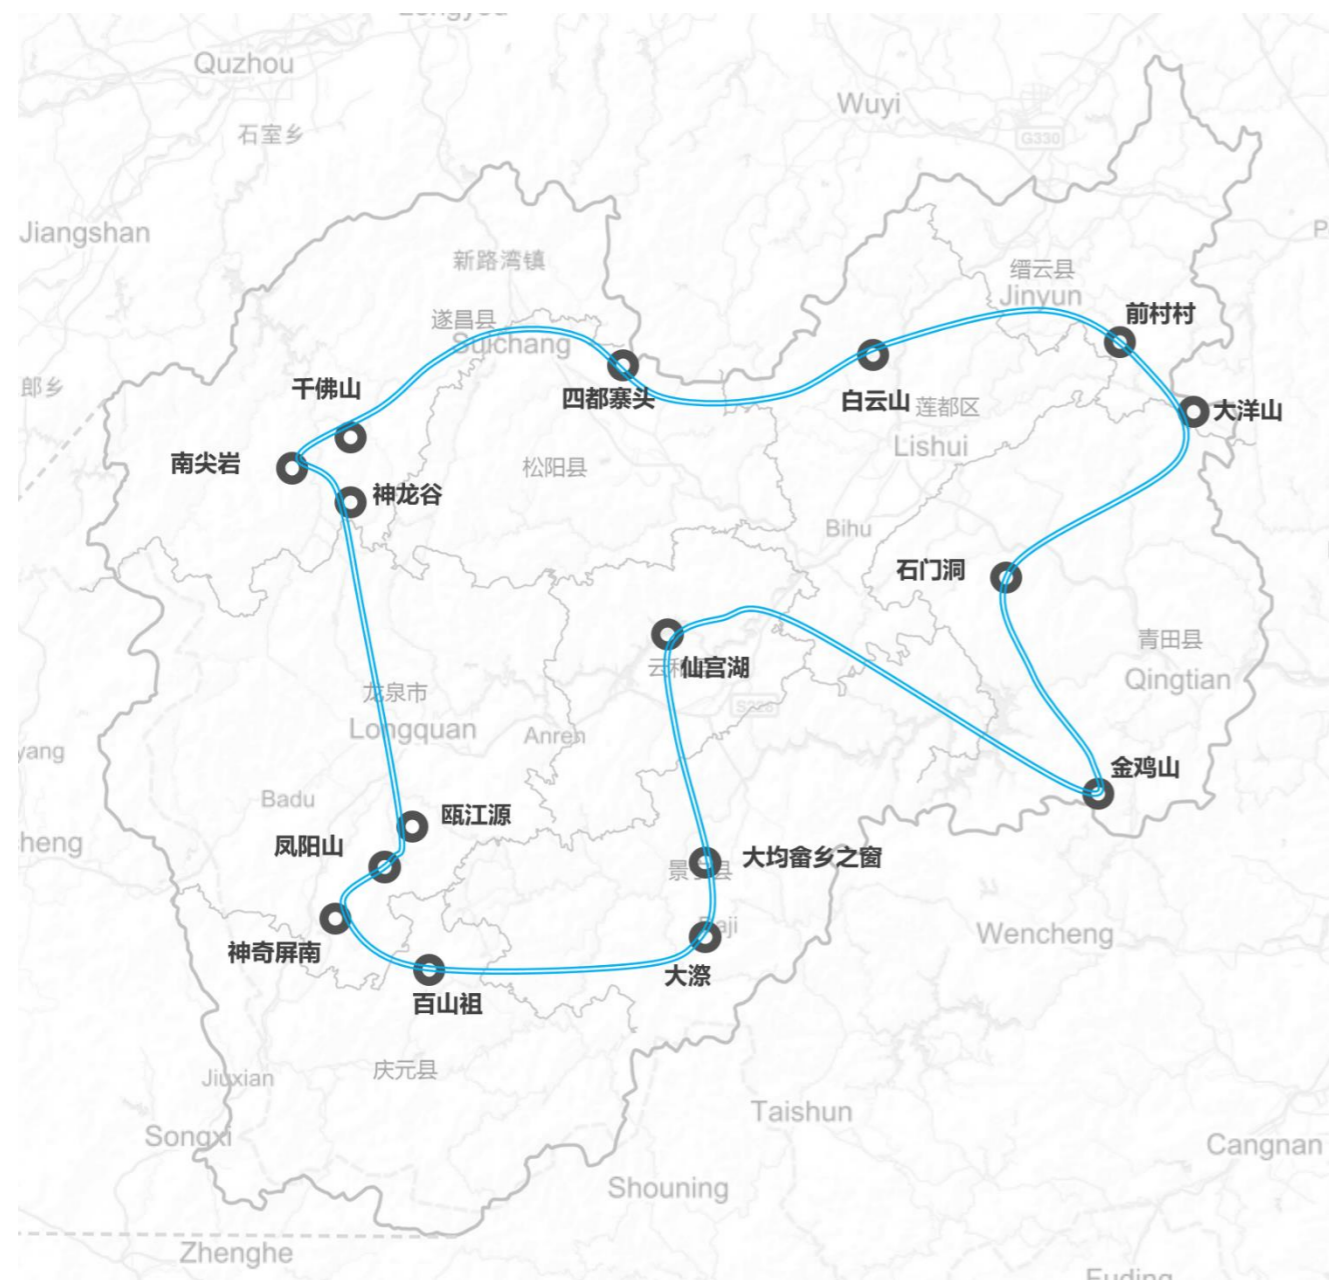 Quzhou
Wuyi
石室乡
G330
Jiangshan
新路湾镇
缙云县
Jinyun
前村村
遂昌县
Suichang
郎乡
千佛山
四都寨头
白云山
莲都区
大洋山
Lishui
南尖岩
松阳县
神龙谷
Bihu
石门洞
青田县
仙宫湖
Qingtian
龙泉市
Longquan
Anren
yang
金鸡山
Badu
瓯江源
heng
凤阳山
大均畲乡之窗
神奇屏南
Wencheng
大漈
百山祖
庆元县
Jiuxian
Taishun
Songxi
Cangnan
Shouning
Zhenghe